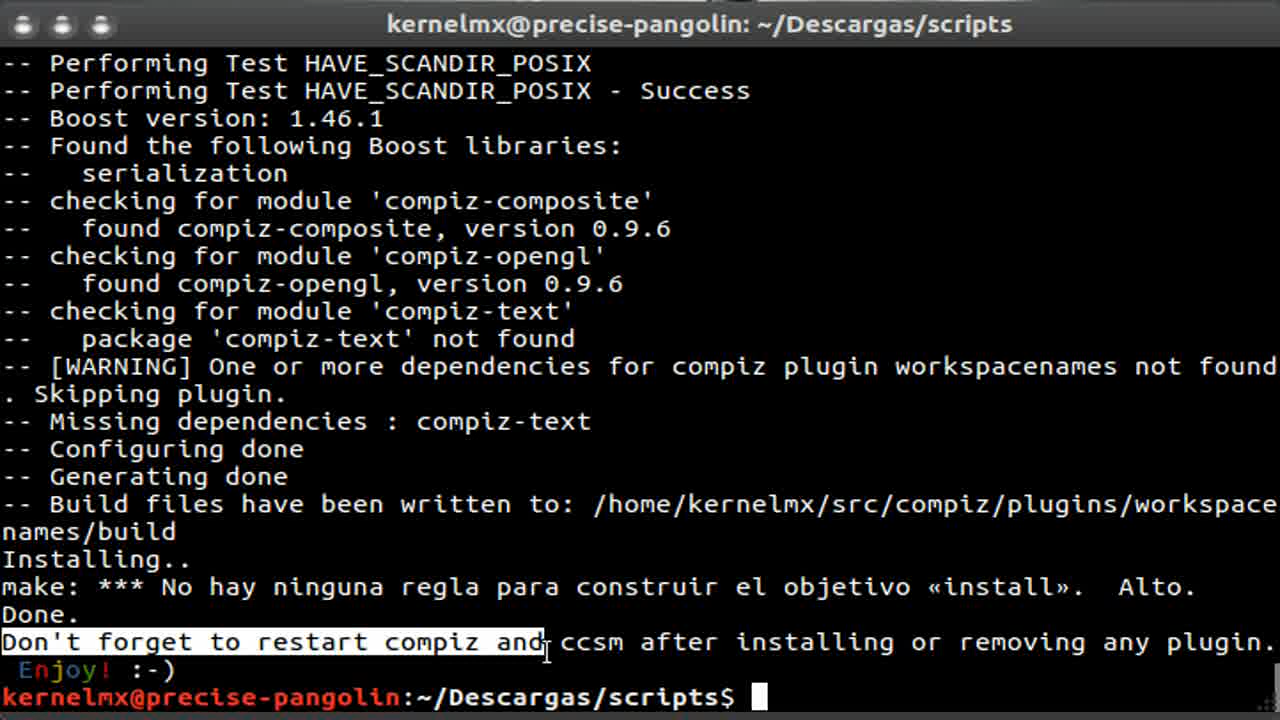 kernelmx@precise-pangolin: ~/Descargas/scripts
-- Performing Test HAVE_SCANDIR_POSIX
-- Performing Test HAVE_SCANDIR_POSIX - Success
-- Boost version: 1.46.1
-- Found the following Boost libraries:
--   serialization
-- checking for module 'compiz-composite'
--   found compiz-composite, version 0.9.6
-- checking for module 'compiz-opengl'
--   found compiz-opengl, version 0.9.6
-- checking for module 'compiz-text'
--   package 'compiz-text' not found
-- [WARNING] One or more dependencies for compiz plugin workspacenames not found
. Skipping plugin.
-- Missing dependencies : compiz-text
-- Configuring done
-- Generating done
-- Build files have been written to: /home/kernelmx/src/compiz/plugins/workspace
names/build
Installing..
make: *** No hay ninguna regla para construir el objetivo «install».  Alto.
Done.
Don't forget to restart compiz and ccsm after installing or removing any plugin.
 Enjoy! :-)
kernelmx@precise-pangolin:~/Descargas/scripts$